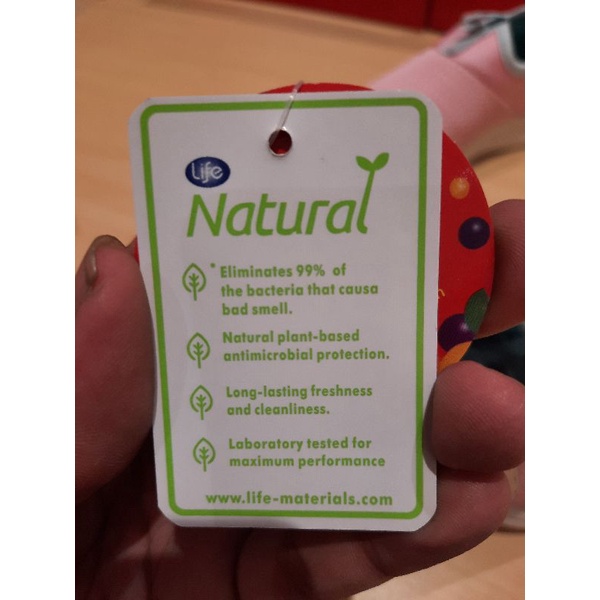 Life
Natural
* Eliminates 99% of
the bacteria that causa
bad smell.
Natural plant-based
antimicrobial protection.
Long-lasting freshness
and cleanliness.
Laboratory tested for
maximum performance
www.life-materials.com